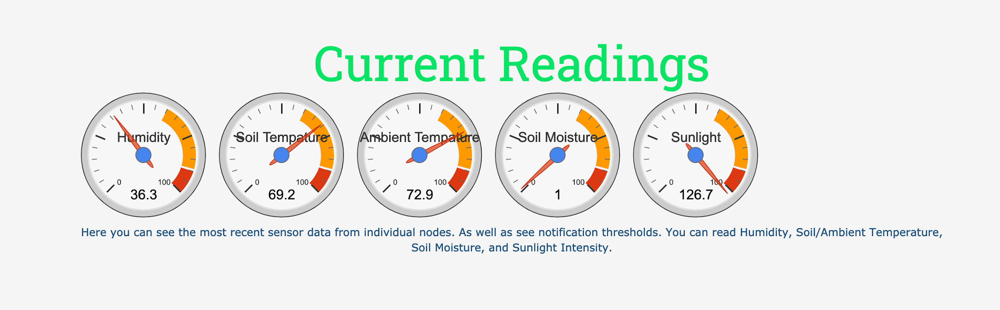 Current Readings
Humidity
0 100
36.3
Soil Tempature
0 100
69.2
Ambient Tempature
0 100
72.9
Soil Moisture
0 100
1
Sunlight
0 100
126.7
Here you can see the most recent sensor data from individual nodes. As well as see notification thresholds. You can read Humidity, Soil/Ambient Temperature,
Soil Moisture, and Sunlight Intensity.